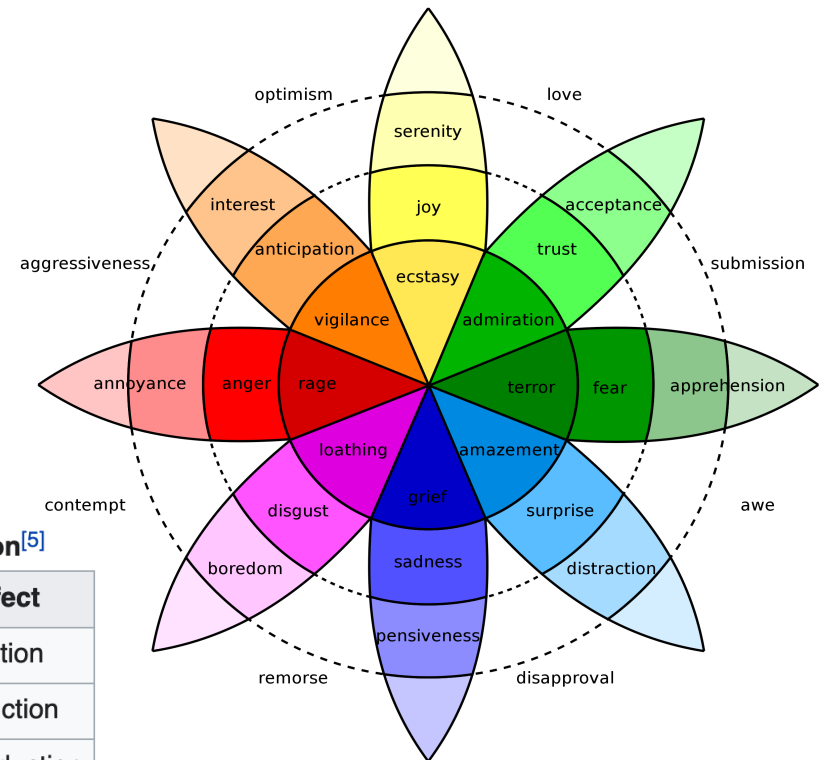 optimism
love
serenity
interest
acceptance
joy
anticipation
trust
aggressiveness
submission
ecstasy
vigilance
admiration
annoyance
anger
rage
terror
fear
apprehension
loathing
amazement
contempt
grief
awe
disgust
surprise
on[5]
sadness
boredom
distraction
fect
pensiveness
tion
remorse
disapproval
ction